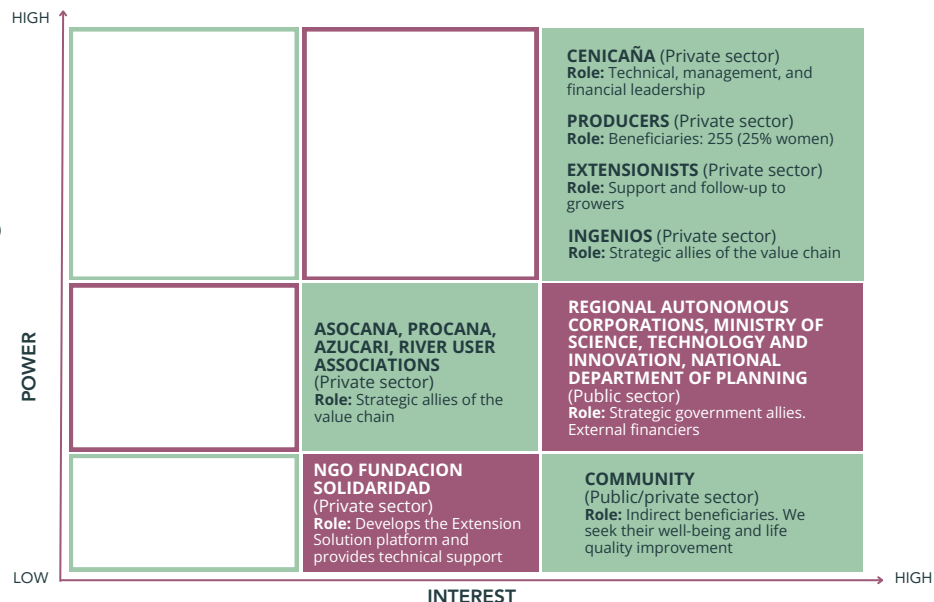 HIGH
CENICAÑA (Private sector)
Role: Technical, management, and
financial leadership
PRODUCERS (Private sector)
Role: Beneficiaries: 255 (25% women)
EXTENSIONISTS (Private sector)
Role: Support and follow-up to
growers
INGENIOS (Private sector)
Role: Strategic allies of the value chain
POWER
ASOCANA, PROCANA,
AZUCARI, RIVER USER
ASSOCIATIONS
(Private sector)
Role: Strategic allies of the
value chain
REGIONAL AUTONOMOUS
CORPORATIONS, MINISTRY OF
SCIENCE, TECHNOLOGY AND
INNOVATION, NATIONAL
DEPARTMENT OF PLANNING
(Public sector)
Role: Strategic government allies.
External financiers
NGO FUNDACION
SOLIDARIDAD
(Private sector)
Role: Develops the Extension
Solution platform and
provides technical support
COMMUNITY
(Public/private sector)
Role: Indirect beneficiaries. We
seek their well-being and life
quality improvement
LOW
HIGH
INTEREST